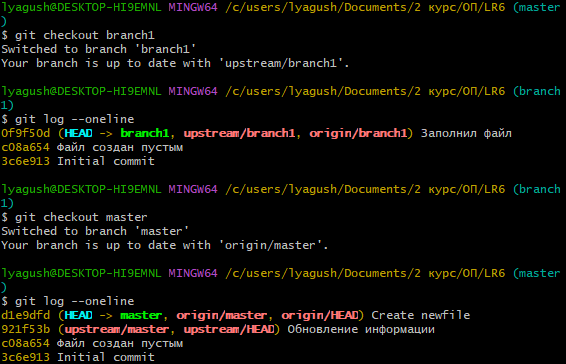 lyagush@DESKTOP-HI9EMNL MINGW64 /c/users/lyagush/Documents/2 курс/ОП/LR6 (master
)
$ git checkout branch1
Switched to branch 'branch1'
Your branch is up to date with 'upstream/branch1'.
lyagush@DESKTOP-HI9EMNL MINGW64 /c/users/lyagush/Documents/2 курс/ОП/LR6 (branch
1)
$ git log --oneline
0f9f50d (HEAD -> branch1, upstream/branch1, origin/branch1) Заполнил файл
c08a654 Файл создан пустым
3c6e913 Initial commit
lyagush@DESKTOP-HI9EMNL MINGW64 /c/users/lyagush/Documents/2 курс/ОП/LR6 (branch
1)
$ git checkout master
Switched to branch 'master'
Your branch is up to date with 'origin/master'.
lyagush@DESKTOP-HI9EMNL MINGW64 /c/users/lyagush/Documents/2 курс/ОП/LR6 (master
)
$ git log --oneline
d1e9dfd (HEAD -> master, origin/master, origin/HEAD) Create newfile
921f53b (upstream/master, upstream/HEAD) Обновление информации
c08a654 Файл создан пустым
3c6e913 Initial commit